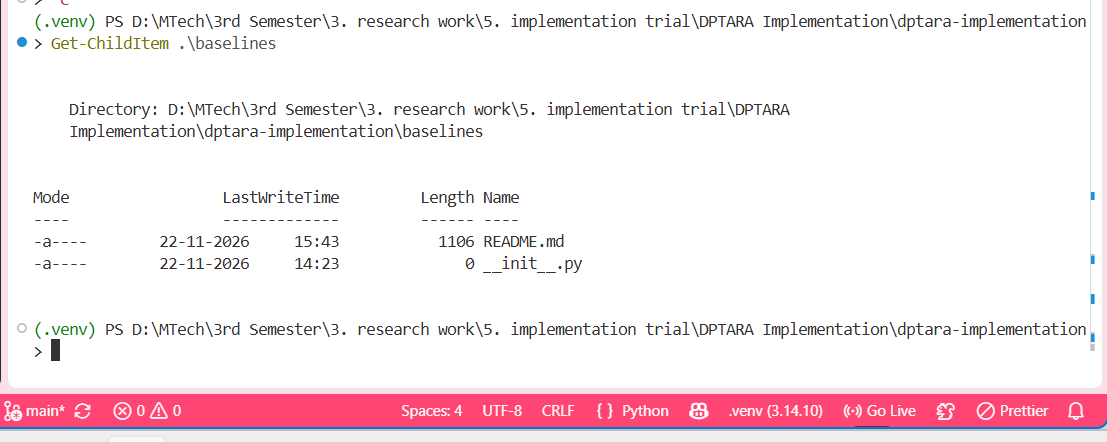 (.venv) PS D:\MTech\3rd Semester\3. research work\5. implementation trial\DPTARA Implementation\dptara-implementation
> Get-ChildItem .\baselines
Directory: D:\MTech\3rd Semester\3. research work\5. implementation trial\DPTARA
Implementation\dptara-implementation\baselines
Mode LastWriteTime Length Name
---- ------------- ------ ----
-a---- 22-11-2026 15:43 1106 README.md
-a---- 22-11-2026 14:23 0 __init__.py
(.venv) PS D:\MTech\3rd Semester\3. research work\5. implementation trial\DPTARA Implementation\dptara-implementation
>
main* 0 0 Spaces: 4 UTF-8 CRLF { } Python .venv (3.14.10) Go Live Prettier